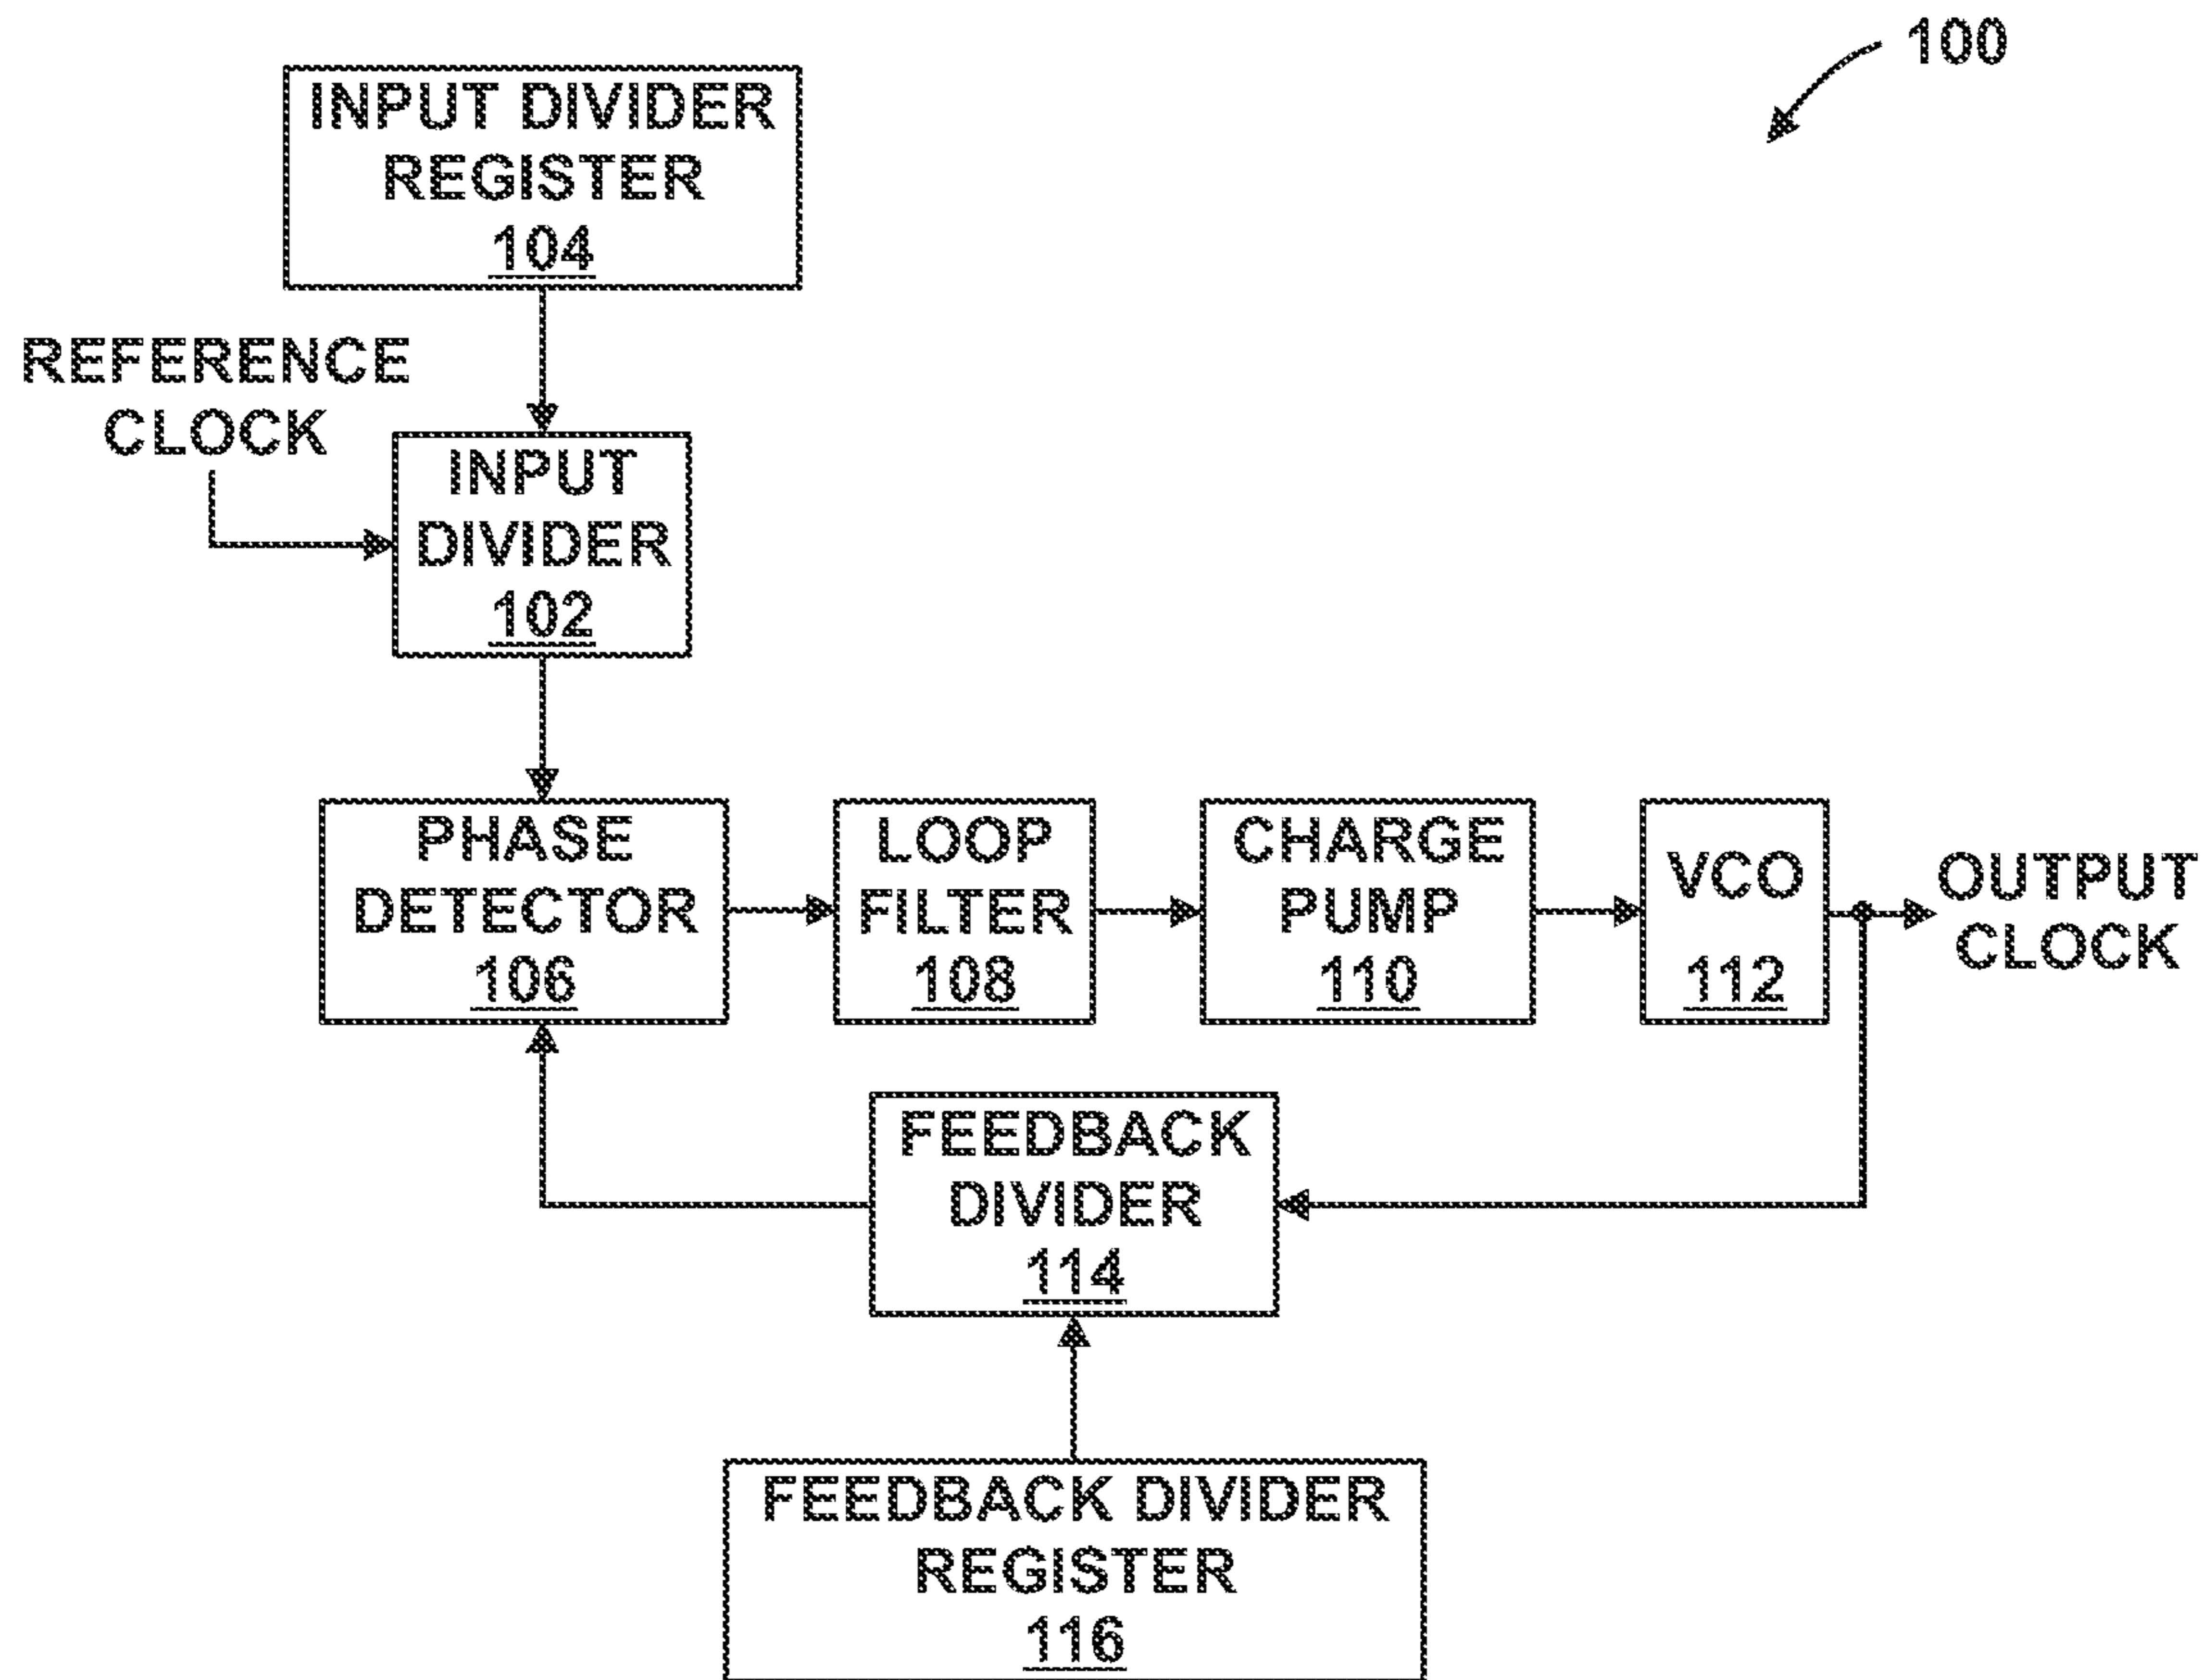 100
INPUT DIVIDER
REGISTER
104
REFERENCE
CLOCK
INPUT
DIVIDER
102
PHASE
DETECTOR
106
LOOP
FILTER
108
CHARGE
PUMP
110
VCO
112
OUTPUT
CLOCK
FEEDBACK
DIVIDER
114
FEEDBACK DIVIDER
REGISTER
116